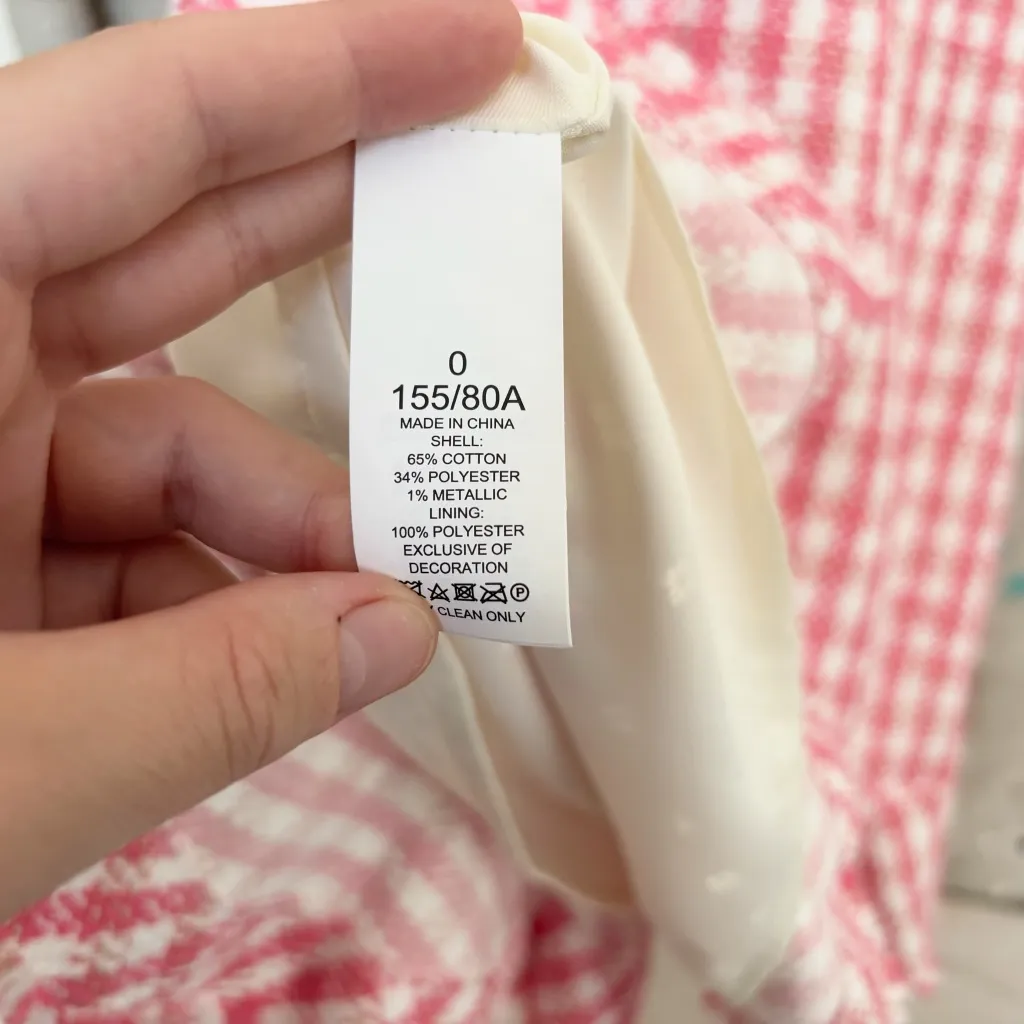 0
155/80A
MADE IN CHINA
SHELL:
65% COTTON
34% POLYESTER
1% METALLIC
LINING:
100% POLYESTER
EXCLUSIVE OF
DECORATION
P
CLEAN ONLY